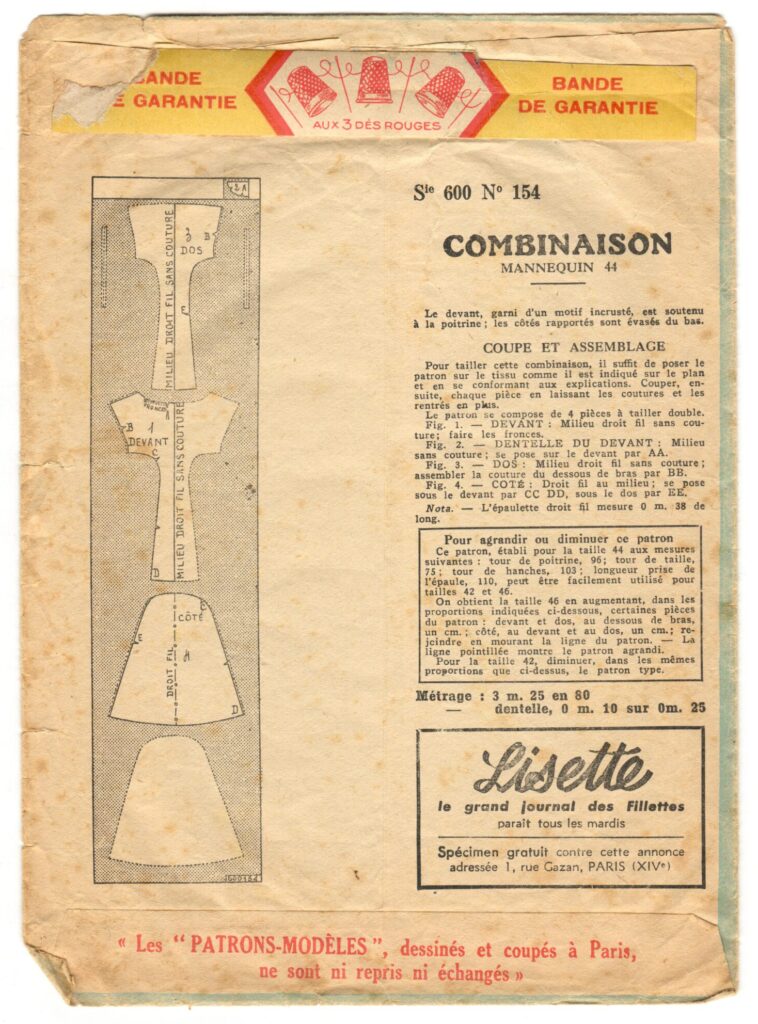 BANDE
DE GARANTIE
AUX 3 DÉS ROUGES
BANDE
DE GARANTIE
2 A
3 B
DOS
E
MILIEU DROIT FIL SANS COUTURE
B 1
DEVANT
C
D
MILIEU DROIT FIL SANS COUTURE
C
CÔTÉ
E
4
DROIT FIL
D
Sie 600 No 154
COMBINAISON
MANNEQUIN 44
Le devant, garni d'un motif incrusté, est soutenu
à la poitrine ; les côtés rapportés sont évasés du bas.
COUPE ET ASSEMBLAGE
Pour tailler cette combinaison, il suffit de poser le
patron sur le tissu comme il est indiqué sur le plan
et en se conformant aux explications. Couper, en-
suite, chaque pièce en laissant les coutures et les
rentrés en plus.
Le patron se compose de 4 pièces à tailler double.
Fig. 1. — DEVANT : Milieu droit fil sans cou-
ture ; faire les fronces.
Fig. 2. — DENTELLE DU DEVANT : Milieu
sans couture ; se pose sur le devant par AA.
Fig. 3. — DOS : Milieu droit fil sans couture ;
assembler la couture du dessous de bras par BB.
Fig. 4. — COTÉ : Droit fil au milieu ; se pose
sous le devant par CC DD, sous le dos par EE.
Nota. — L'épaulette droit fil mesure 0 m. 38 de
long.
Pour agrandir ou diminuer ce patron
Ce patron, établi pour la taille 44 aux mesures
suivantes : tour de poitrine, 96 ; tour de taille,
75 ; tour de hanches, 103 ; longueur prise de
l'épaule, 110, peut être facilement utilisé pour
tailles 42 et 46.
On obtient la taille 46 en augmentant, dans les
proportions indiquées ci-dessous, certaines pièces
du patron : devant et dos, au dessous de bras,
un cm. ; côté, au devant et au dos, un cm. ; re-
joindre en mourant la ligne du patron. — La
ligne pointillée montre le patron agrandi.
Pour la taille 42, diminuer, dans les mêmes
proportions que ci-dessus, le patron type.
Métrage : 3 m. 25 en 80
— dentelle, 0 m. 10 sur 0m. 25
Lisette
le grand journal des Fillettes
paraît tous les mardis
Spécimen gratuit contre cette annonce
adressée 1, rue Gazan, PARIS (XIVe)
« Les "PATRONS-MODÈLES", dessinés et coupés à Paris,
ne sont ni repris ni échangés »